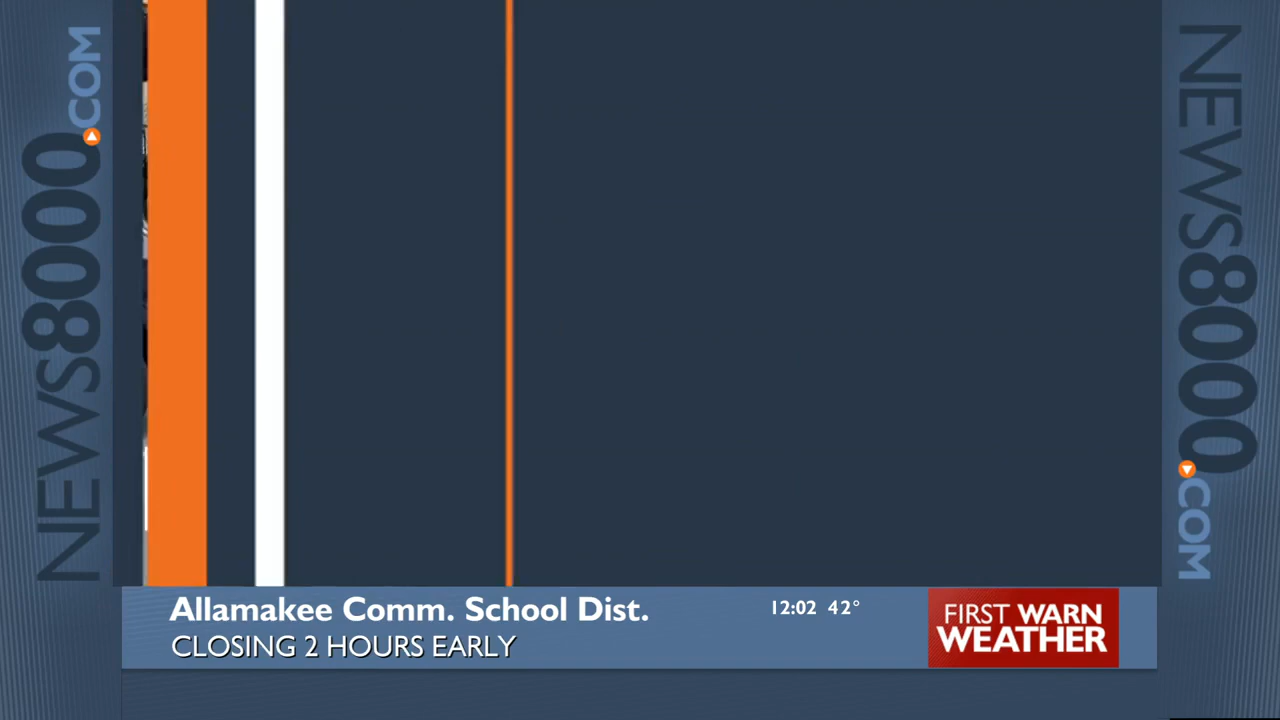 NEWS8000.COM
Allamakee Comm. School Dist.
CLOSING 2 HOURS EARLY
12:02 42°
FIRST WARN
WEATHER
NEWS8000.COM